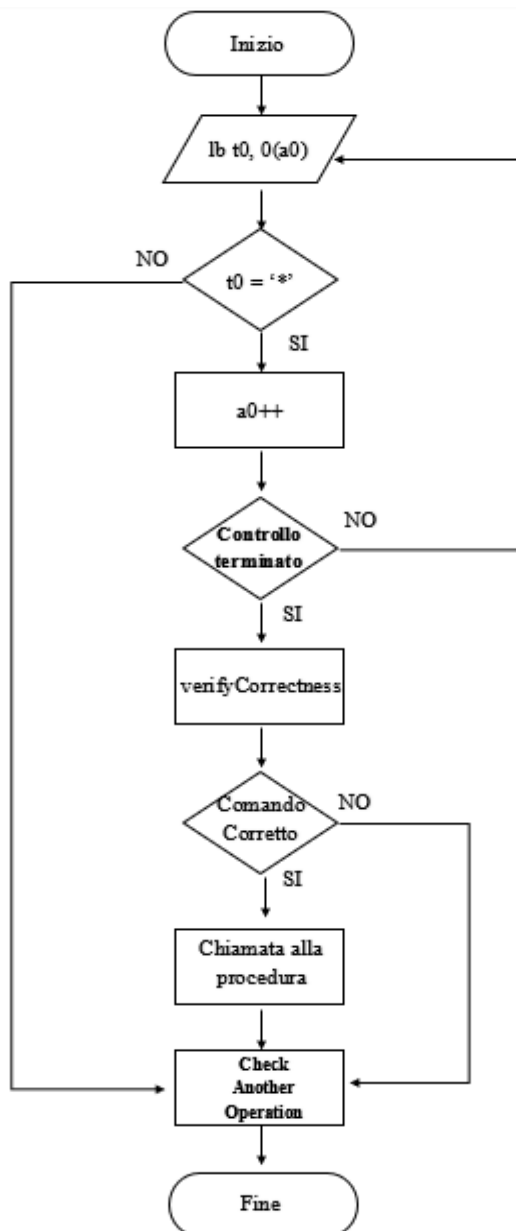 Inizio
lb t0, 0(a0)
NO
t0 = ‘*’
SI
a0++
NO
Controllo
terminato
SI
verifyCorrectness
Comando
NO
Corretto
SI
Chiamata alla
procedura
Check
Another
Operation
Fine